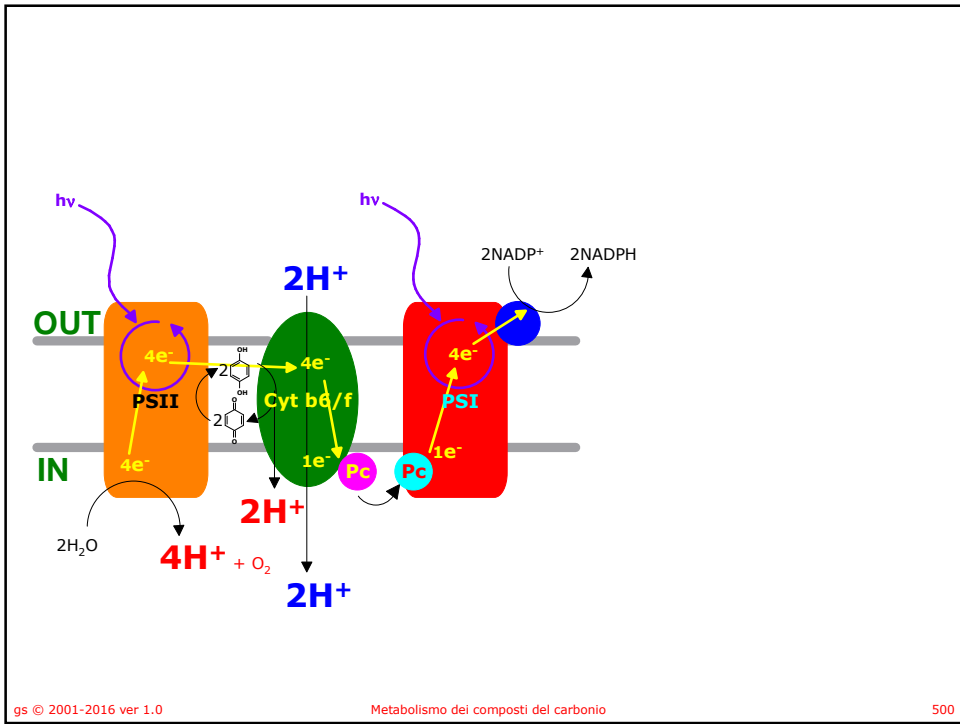 hν
hν
2NADP⁺ 2NADPH
2H⁺
OUT
4e⁻
4e⁻
4e⁻
2
OH
OH
PSII
Cyt b6/f
PSI
2
O
O
IN
4e⁻
1e⁻
1e⁻
Pc
Pc
2H⁺
2H₂O
4H⁺ + O₂
2H⁺
gs © 2001-2016 ver 1.0
Metabolismo dei composti del carbonio
500